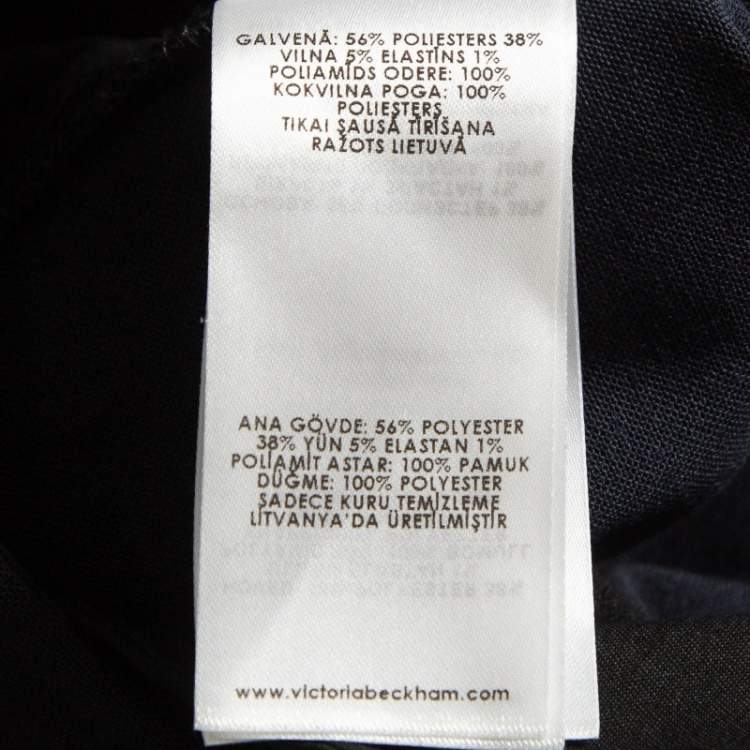 GALVENĀ: 56% POLIESTERS 38%
VILNA 5% ELASTĪNS 1%
POLIAMĪDS ODERE: 100%
KOKVILNA POGA: 100%
POLIESTERS
TIKAI ŞAUSĀ TĪRĪŠANA
RAŽOTS LIETUVĀ
ANA GÖVDE: 56% POLYESTER
38% YÜN 5% ELASTAN 1%
POLİAMİT ASTAR: 100% PAMUK
DÜĞME: 100% POLYESTER
ŞADECE KURU TEMİZLEME
LİTVANYA'DA ÜRETİLMİŞTİR
www.victoriabeckham.com